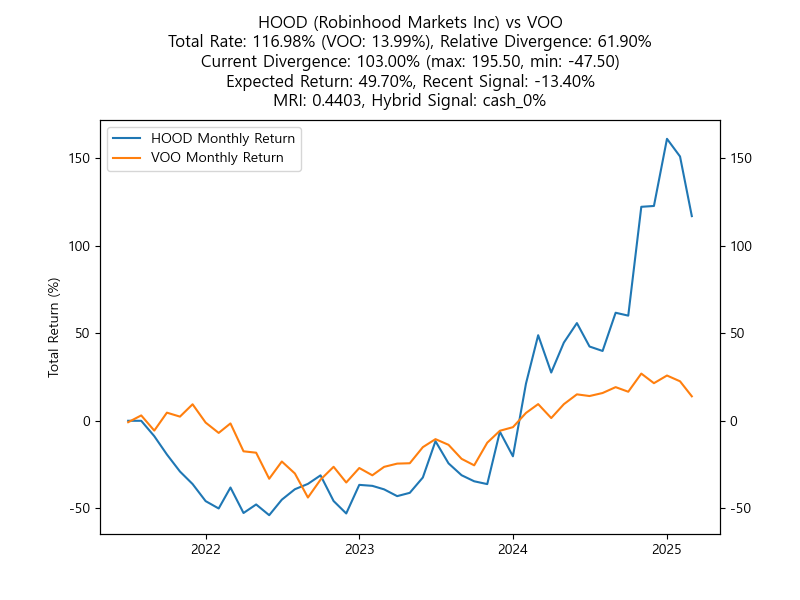 HOOD (Robinhood Markets Inc) vs VOO
Total Rate: 116.98% (VOO: 13.99%), Relative Divergence: 61.90%
Current Divergence: 103.00% (max: 195.50, min: -47.50)
Expected Return: 49.70%, Recent Signal: -13.40%
MRI: 0.4403, Hybrid Signal: cash_0%
HOOD Monthly Return
VOO Monthly Return
Total Return (%)
150
100
50
0
-50
150
100
50
0
-50
2022
2023
2024
2025